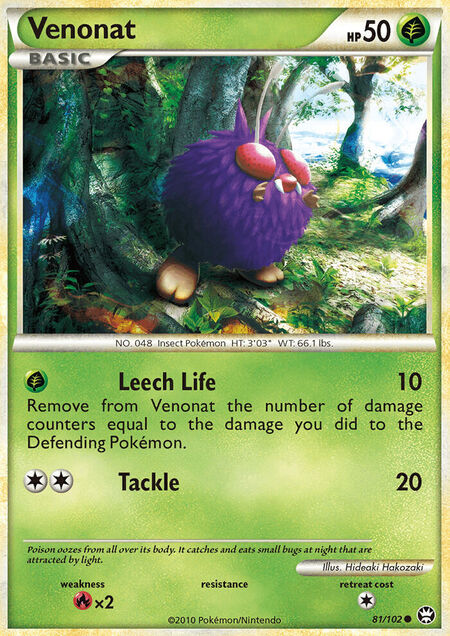 Venonat
HP 50
BASIC
NO. 048 Insect Pokémon HT: 3'03" WT: 66.1 lbs.
Leech Life 10
Remove from Venonat the number of damage
counters equal to the damage you did to the
Defending Pokémon.
Tackle 20
Poison oozes from all over its body. It catches and eats small bugs at night that are
attracted by light.
Illus. Hideaki Hakozaki
weakness resistance retreat cost
×2
©2010 Pokémon/Nintendo 81/102